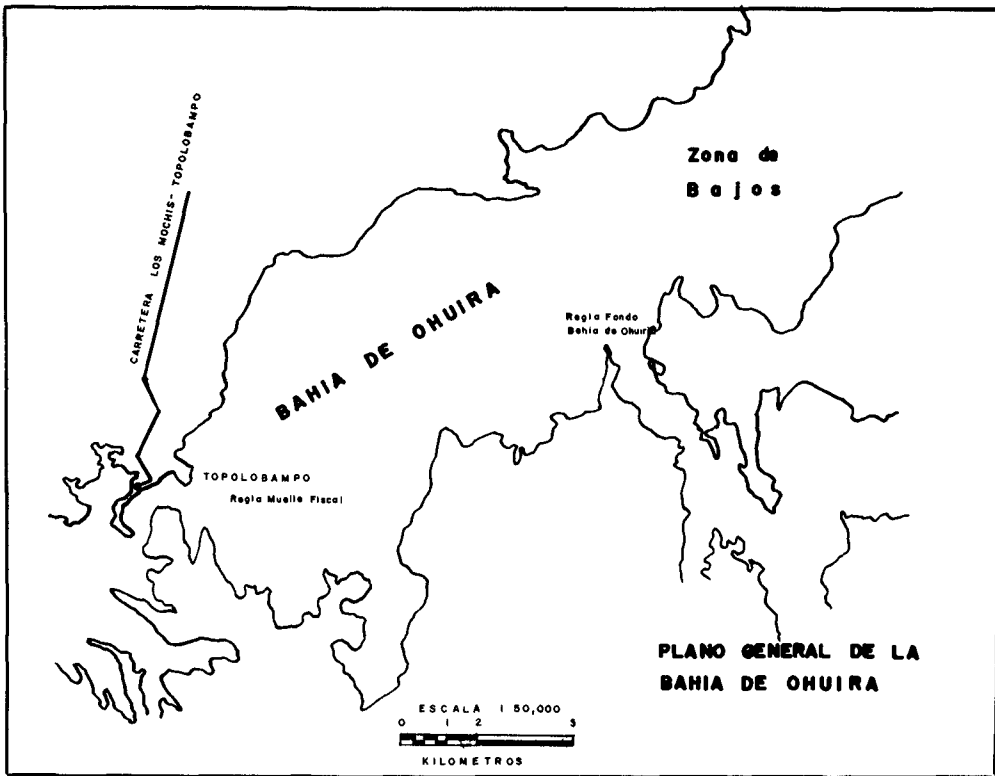 Zona de
Bajos
CARRETERA LOS MOCHIS - TOPOLOBAMPO
BAHIA DE OHUIRA
Regla Fondo
Bahia de Ohuira
TOPOLOBAMPO
Regla Muelle Fiscal
PLANO GENERAL DE LA
BAHIA DE OHUIRA
ESCALA 1 50,000
0 1 2 3
KILOMETROS